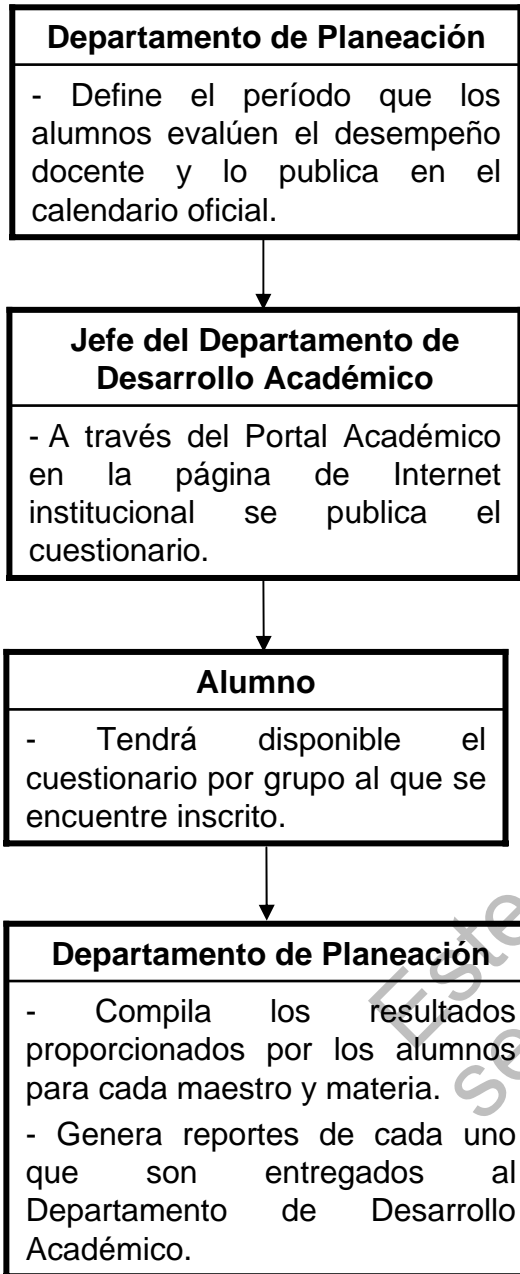 Departamento de Planeación
- Define el período que los
alumnos evalúen el desempeño
docente y lo publica en el
calendario oficial.
Jefe del Departamento de
Desarrollo Académico
- A través del Portal Académico
en la página de Internet
institucional se publica el
cuestionario.
Alumno
- Tendrá disponible el
cuestionario por grupo al que se
encuentre inscrito.
Departamento de Planeación
- Compila los resultados
proporcionados por los alumnos
para cada maestro y materia.
- Genera reportes de cada uno
que son entregados al
Departamento de Desarrollo
Académico.
Este
se